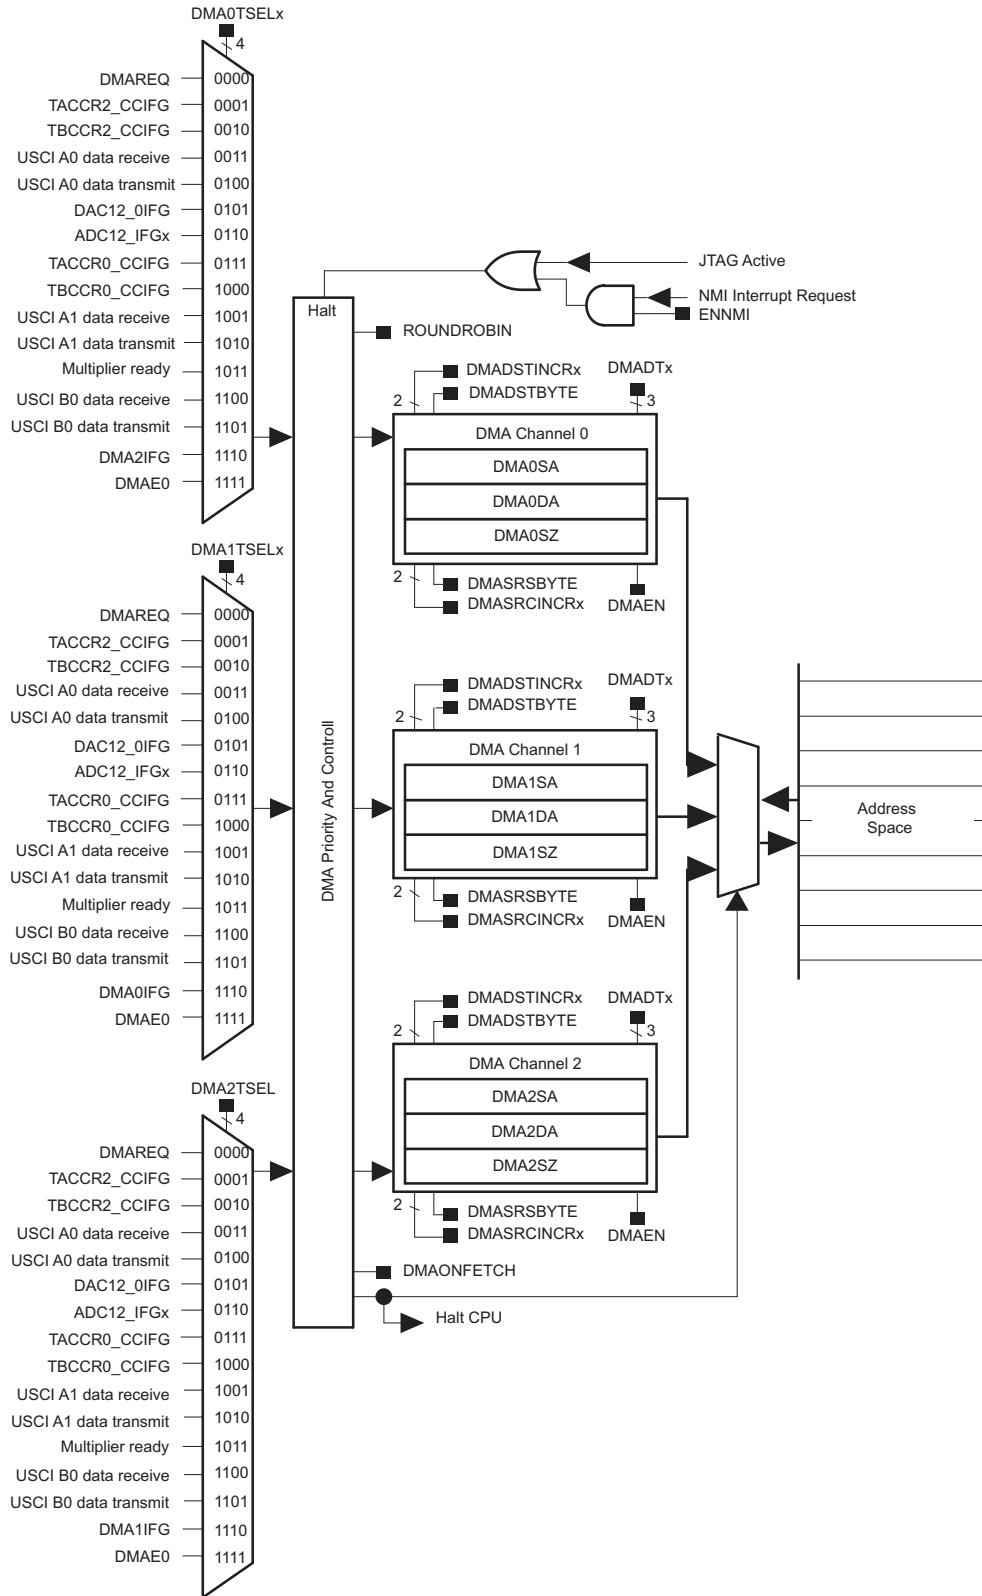 DMA0TSELx
4
DMAREQ 0000
TACCR2_CCIFG 0001
TBCCR2_CCIFG 0010
USCI A0 data receive 0011
USCI A0 data transmit 0100
DAC12_0IFG 0101
ADC12_IFGx 0110
TACCR0_CCIFG 0111
TBCCR0_CCIFG 1000
USCI A1 data receive 1001
USCI A1 data transmit 1010
Multiplier ready 1011
USCI B0 data receive 1100
USCI B0 data transmit 1101
DMA2IFG 1110
DMAE0 1111
DMA1TSELx
4
DMAREQ 0000
TACCR2_CCIFG 0001
TBCCR2_CCIFG 0010
USCI A0 data receive 0011
USCI A0 data transmit 0100
DAC12_0IFG 0101
ADC12_IFGx 0110
TACCR0_CCIFG 0111
TBCCR0_CCIFG 1000
USCI A1 data receive 1001
USCI A1 data transmit 1010
Multiplier ready 1011
USCI B0 data receive 1100
USCI B0 data transmit 1101
DMA0IFG 1110
DMAE0 1111
DMA2TSEL
4
DMAREQ 0000
TACCR2_CCIFG 0001
TBCCR2_CCIFG 0010
USCI A0 data receive 0011
USCI A0 data transmit 0100
DAC12_0IFG 0101
ADC12_IFGx 0110
TACCR0_CCIFG 0111
TBCCR0_CCIFG 1000
USCI A1 data receive 1001
USCI A1 data transmit 1010
Multiplier ready 1011
USCI B0 data receive 1100
USCI B0 data transmit 1101
DMA1IFG 1110
DMAE0 1111
Halt
DMA Priority And Controll
JTAG Active
NMI Interrupt Request
ENNMI
ROUNDROBIN
DMADSTINCRx
DMADTx
2
DMADSTBYTE
3
DMA Channel 0
DMA0SA
DMA0DA
DMA0SZ
2
DMASRSBYTE
DMASRCINCRx
DMAEN
DMADSTINCRx
DMADTx
2
DMADSTBYTE
3
DMA Channel 1
DMA1SA
DMA1DA
DMA1SZ
2
DMASRSBYTE
DMASRCINCRx
DMAEN
DMADSTINCRx
DMADTx
2
DMADSTBYTE
3
DMA Channel 2
DMA2SA
DMA2DA
DMA2SZ
2
DMASRSBYTE
DMASRCINCRx
DMAEN
DMAONFETCH
Halt CPU
Address
Space